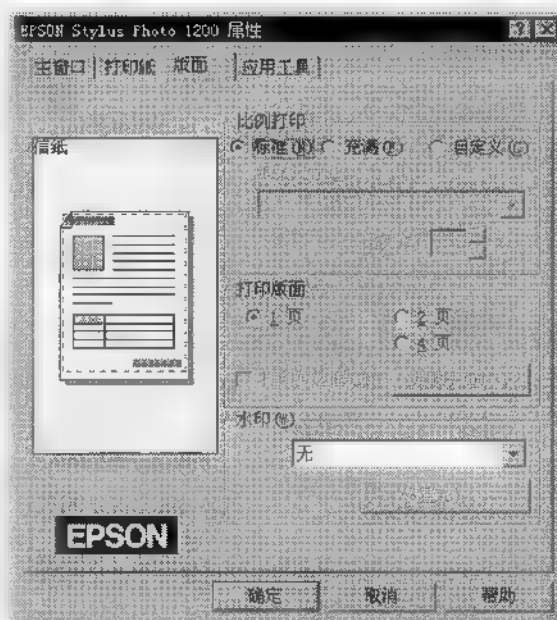 EPSON Stylus Photo 1200 属性
主窗口 打印纸 版面 应用工具
信纸
比例打印
标准(N) 充满(F) 自定义(C)
打印版面
1 页 2 页
4 页
水印(W)
无
EPSON
确定 取消 帮助